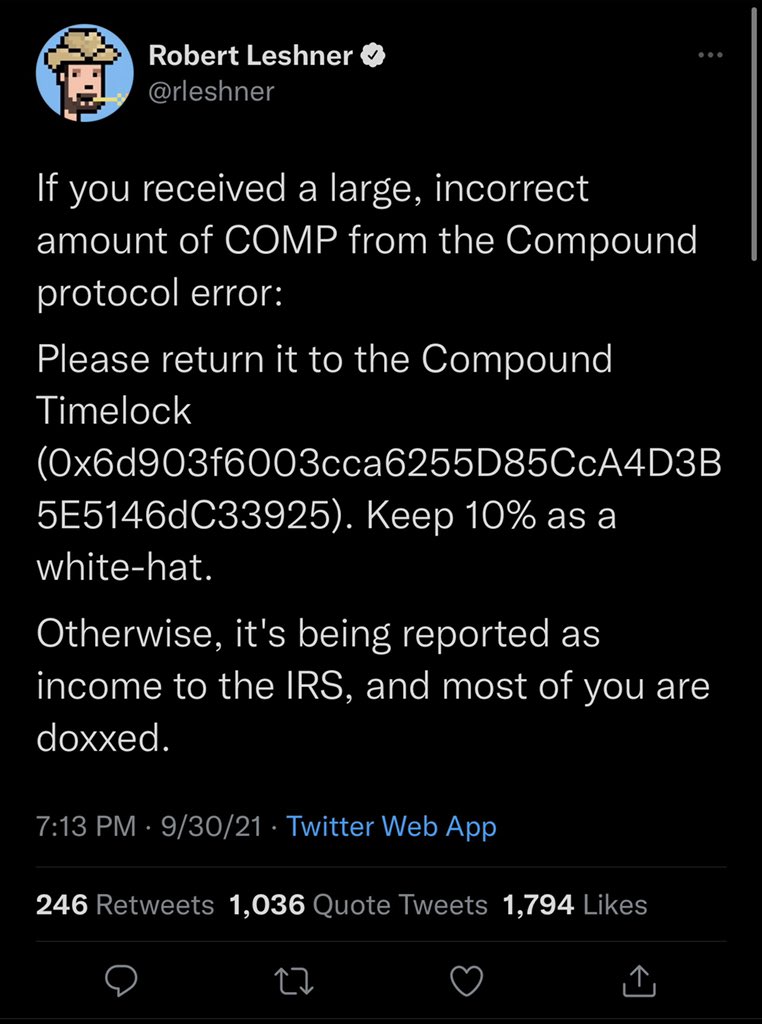 Robert Leshner
@rleshner
If you received a large, incorrect
amount of COMP from the Compound
protocol error:
Please return it to the Compound
Timelock
(0x6d903f6003cca6255D85CcA4D3B
5E5146dC33925). Keep 10% as a
white-hat.
Otherwise, it's being reported as
income to the IRS, and most of you are
doxxed.
7:13 PM · 9/30/21 · Twitter Web App
246 Retweets 1,036 Quote Tweets 1,794 Likes